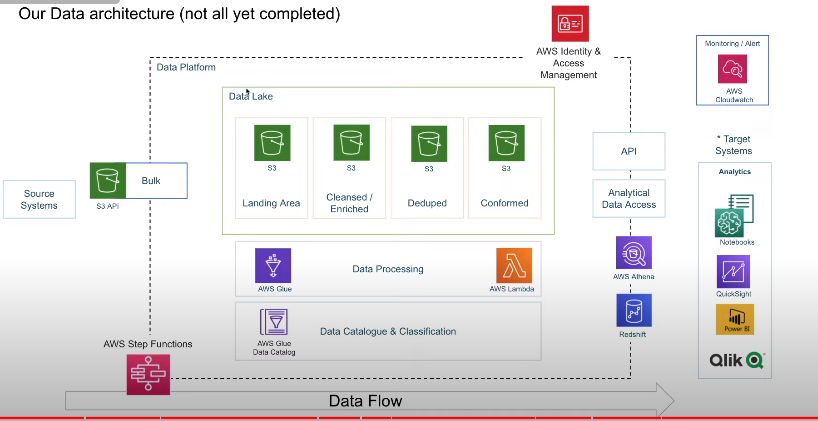 Our Data architecture (not all yet completed)
AWS Identity &
Access
Management
Monitoring / Alert
AWS
Cloudwatch
Data Platform
Data Lake
S3
S3
S3
S3
Landing Area
Cleansed /
Enriched
Deduped
Conformed
Source
Systems
Bulk
S3 API
API
Analytical
Data Access
* Target
Systems
Analytics
Notebooks
QuickSight
Power BI
Qlik Q
AWS Glue
Data Processing
AWS Lambda
AWS Athena
Redshift
AWS Glue
Data Catalog
Data Catalogue & Classification
AWS Step Functions
Data Flow